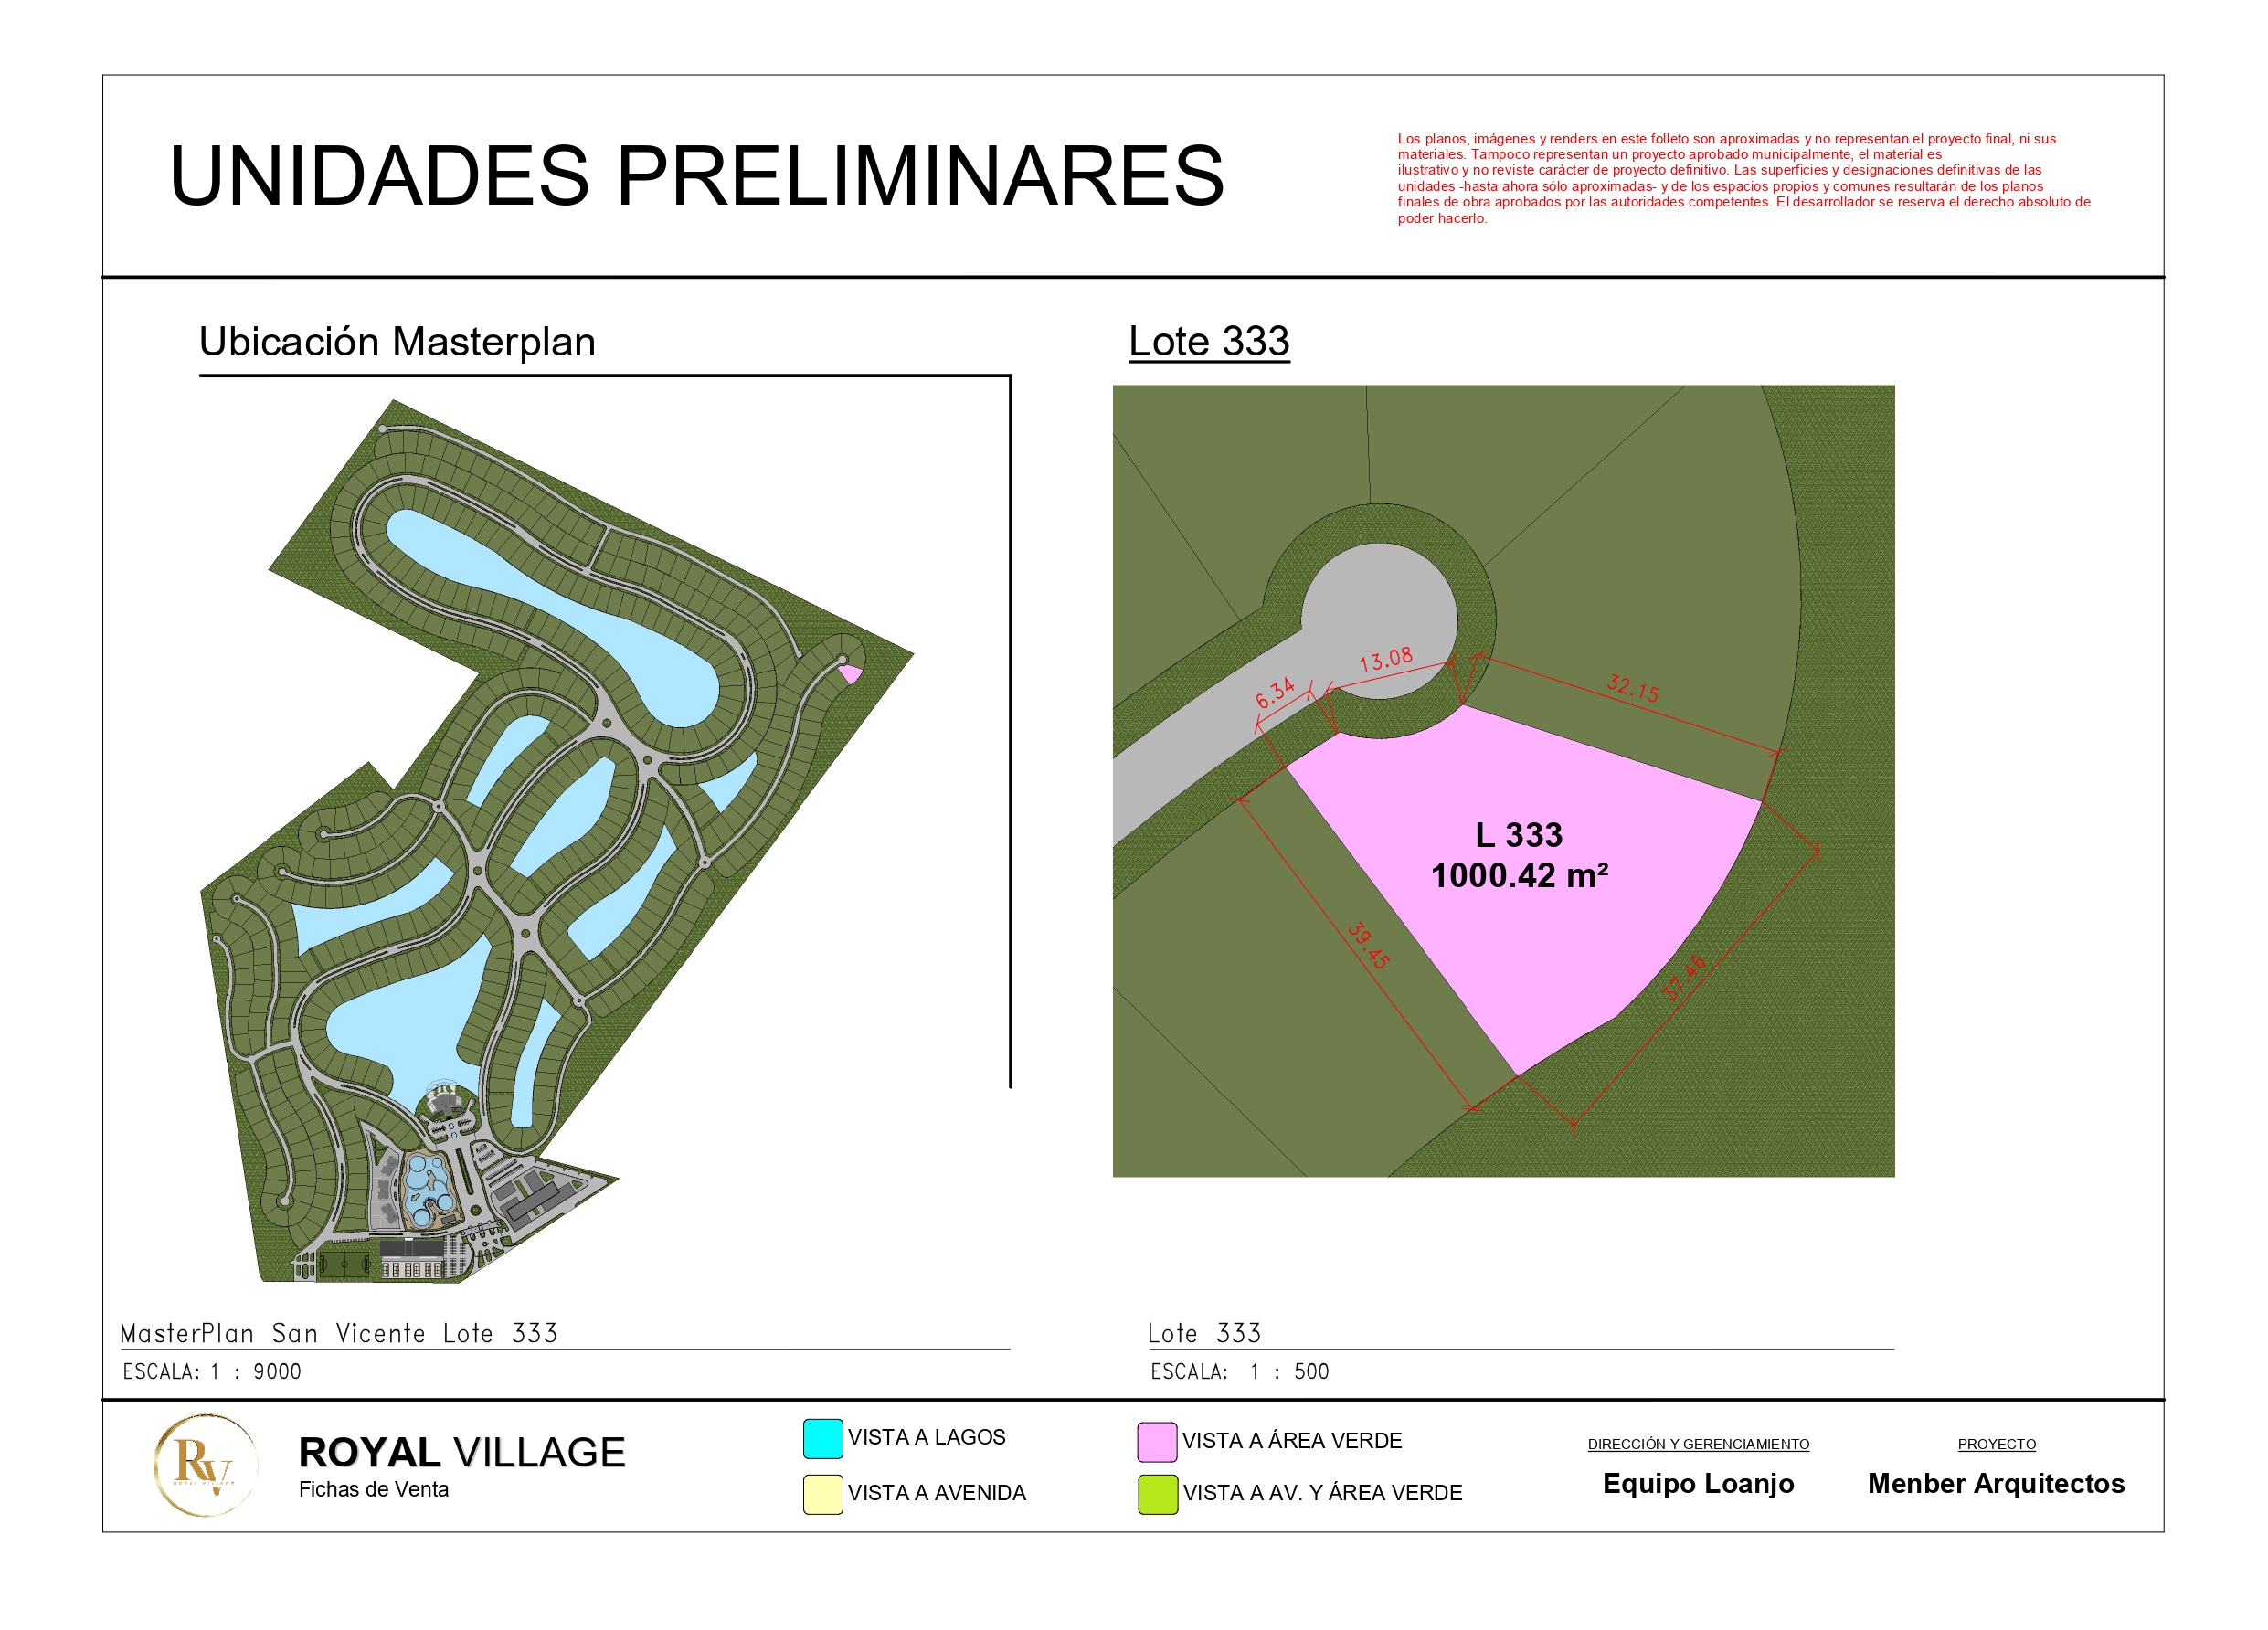 UNIDADES PRELIMINARES
Los planos, imágenes y renders en este folleto son aproximadas y no representan el proyecto final, ni sus
materiales. Tampoco representan un proyecto aprobado municipalmente, el material es
ilustrativo y no reviste carácter de proyecto definitivo. Las superficies y designaciones definitivas de las
unidades -hasta ahora sólo aproximadas- y de los espacios propios y comunes resultarán de los planos
finales de obra aprobados por las autoridades competentes. El desarrollador se reserva el derecho absoluto de
poder hacerlo.
Ubicación Masterplan
Lote 333
13.08
6.34
32.15
L 333
1000.42 m²
39.45
37.46
MasterPlan San Vicente Lote 333
ESCALA: 1 : 9000
Lote 333
ESCALA: 1 : 500
RV
ROYAL VILLAGE
ROYAL VILLAGE
Fichas de Venta
VISTA A LAGOS
VISTA A AVENIDA
VISTA A ÁREA VERDE
VISTA A AV. Y ÁREA VERDE
DIRECCIÓN Y GERENCIAMIENTO
Equipo Loanjo
PROYECTO
Menber Arquitectos